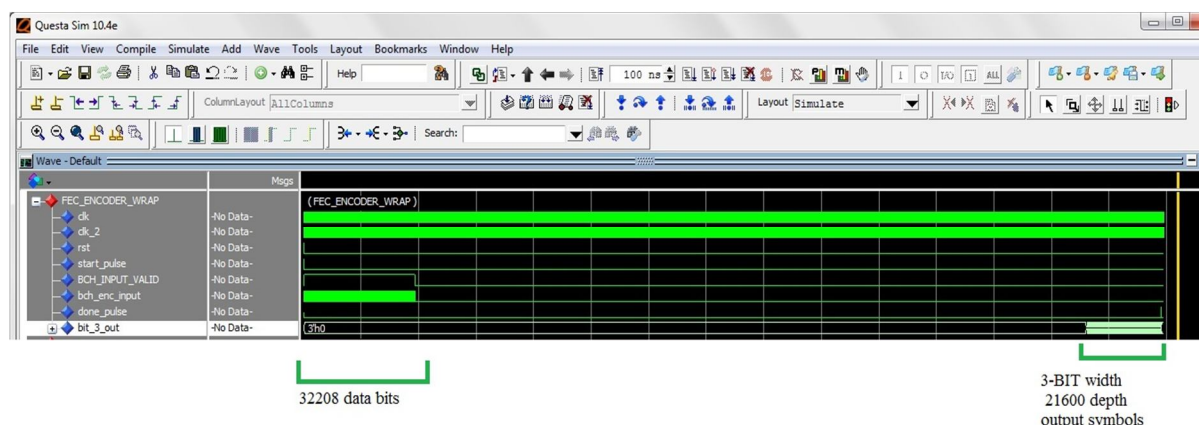 Questa Sim 10.4e
File Edit View Compile Simulate Add Wave Tools Layout Bookmarks Window Help
Help 100 ns ALL
ColumnLayout AllColumns Layout Simulate
Search:
Wave - Default
Msgs
FEC_ENCODER_WRAP (FEC_ENCODER_WRAP)
clk -No Data-
clk_2 -No Data-
rst -No Data-
start_pulse -No Data-
BCH_INPUT_VALID -No Data-
bch_enc_input -No Data-
done_pulse -No Data-
bit_3_out -No Data- 3'h0
32208 data bits
3-BIT width
21600 depth
output symbols